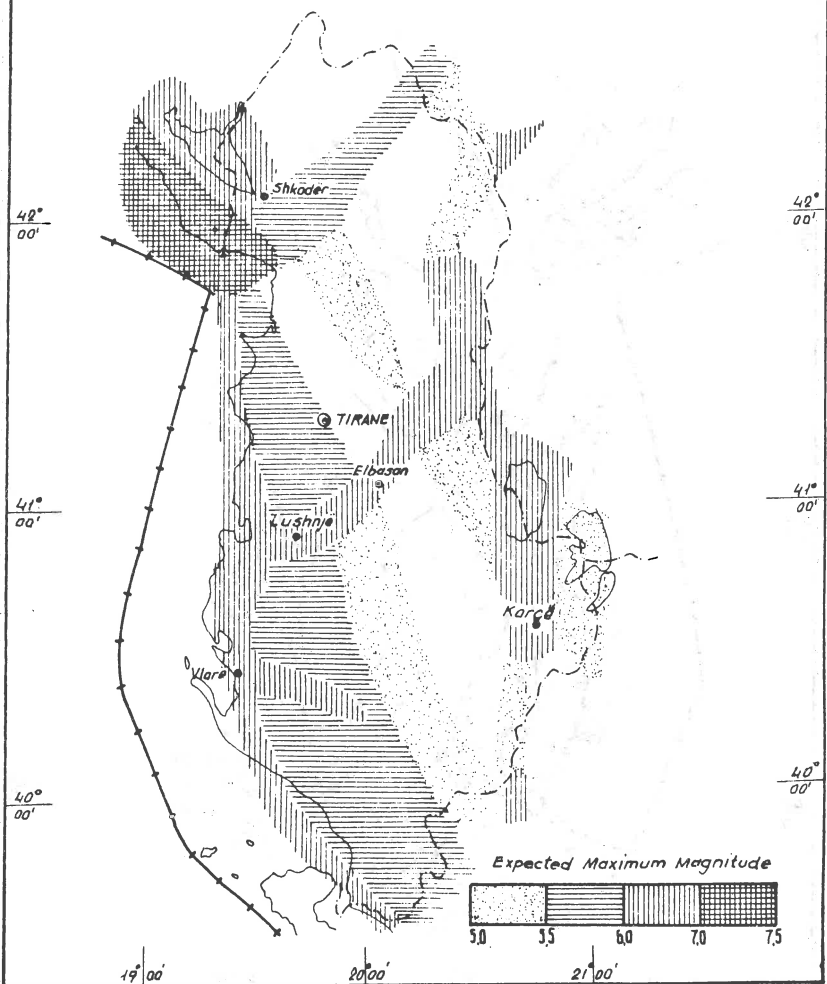 Shkoder
42°
00'
42°
00'
TIRANE
Elbasan
41°
00'
41°
00'
Lushnje
Korcë
Vlorë
40°
00'
40°
00'
Expected Maximum Magnitude
5,0 5,5 6,0 7,0 7,5
19°00' 20°00' 21°00'